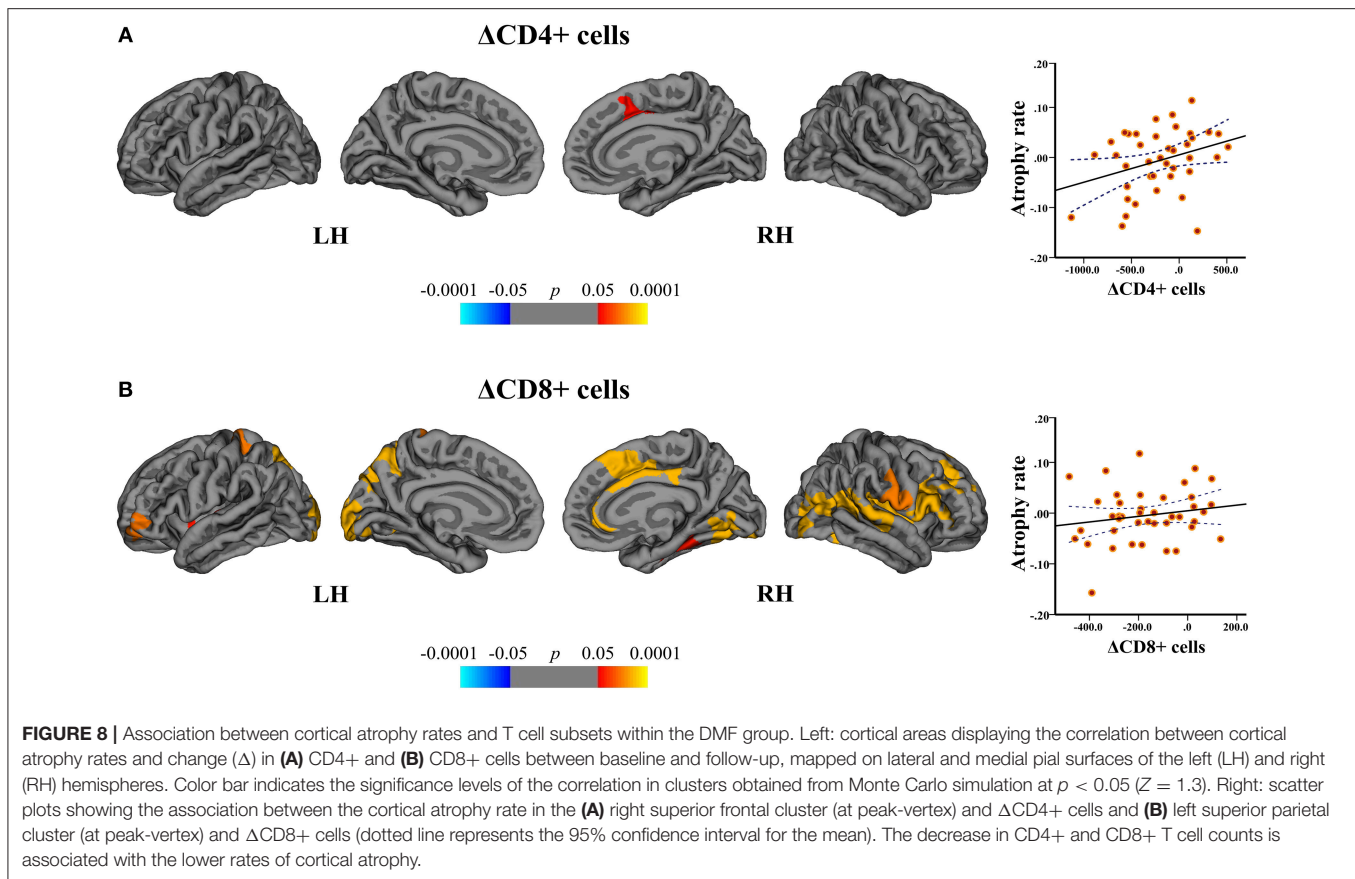 A
ΔCD4+ cells
LH
RH
-0.0001 -0.05 p 0.05 0.0001
.20
.10
.00
-.10
-.20
Atrophy rate
-1000.0 -500.0 .0 500.0
ΔCD4+ cells
B
ΔCD8+ cells
LH
RH
-0.0001 -0.05 p 0.05 0.0001
.20
.10
.00
-.10
-.20
Atrophy rate
-400.0 -200.0 .0 200.0
ΔCD8+ cells
FIGURE 8 | Association between cortical atrophy rates and T cell subsets within the DMF group. Left: cortical areas displaying the correlation between cortical
atrophy rates and change (Δ) in (A) CD4+ and (B) CD8+ cells between baseline and follow-up, mapped on lateral and medial pial surfaces of the left (LH) and right
(RH) hemispheres. Color bar indicates the significance levels of the correlation in clusters obtained from Monte Carlo simulation at p < 0.05 (Z = 1.3). Right: scatter
plots showing the association between the cortical atrophy rate in the (A) right superior frontal cluster (at peak-vertex) and ΔCD4+ cells and (B) left superior parietal
cluster (at peak-vertex) and ΔCD8+ cells (dotted line represents the 95% confidence interval for the mean). The decrease in CD4+ and CD8+ T cell counts is
associated with the lower rates of cortical atrophy.